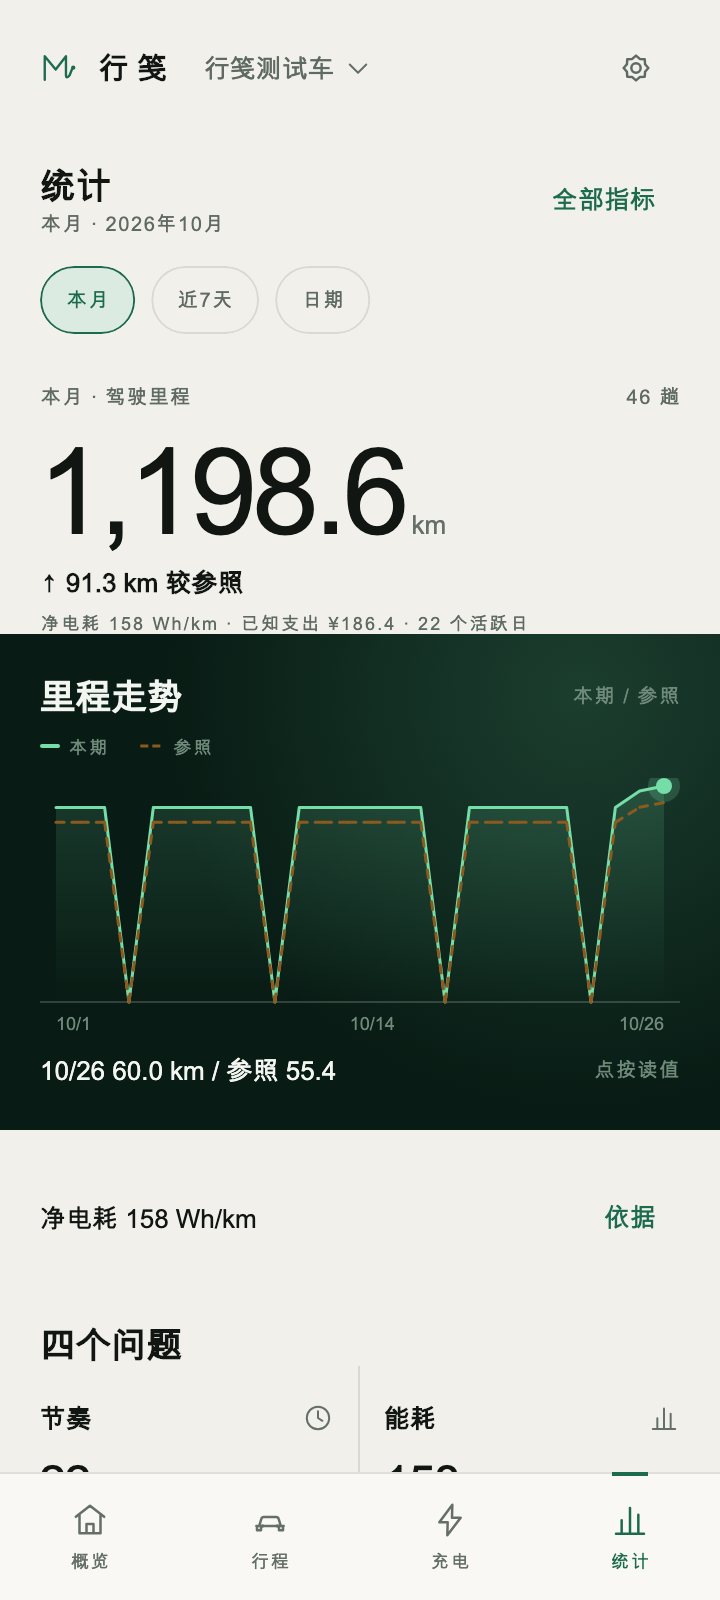 行笺 行笺测试车
统计
全部指标
本月 · 2026年10月
本月 近7天 日期
本月 · 驾驶里程 46 趟
1,198.6 km
↑ 91.3 km 较参照
净电耗 158 Wh/km · 已知支出 ¥186.4 · 22 个活跃日
里程走势 本期 / 参照
本期 参照
10/1 10/14 10/26
10/26 60.0 km / 参照 55.4 点按读值
净电耗 158 Wh/km 依据
四个问题
节奏 能耗
概览 行程 充电 统计